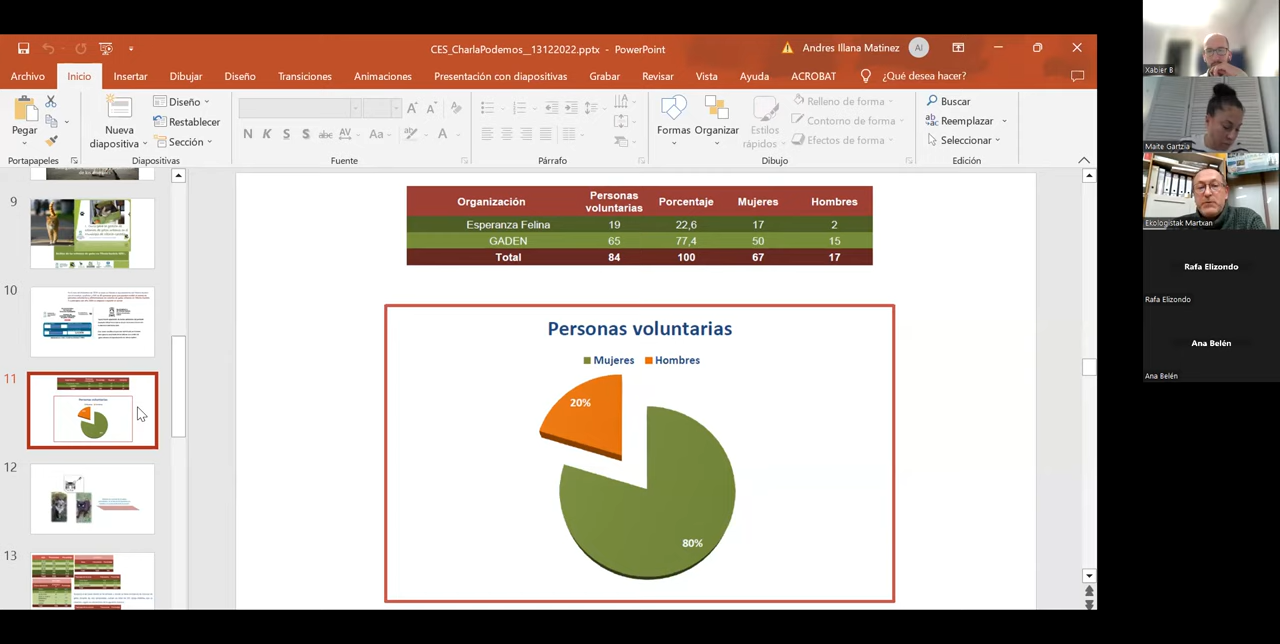 CES_CharlaPodemos__13122022.pptx - PowerPoint
Andres Illana Matinez
AI
Archivo
Inicio
Insertar
Dibujar
Diseño
Transiciones
Animaciones
Presentación con diapositivas
Grabar
Revisar
Vista
Ayuda
ACROBAT
¿Qué desea hacer?
Pegar
Nueva
diapositiva
Diseño
Restablecer
Sección
N K S S abc AV Aa A
Formas
Organizar
Estilos
rápidos
Relleno de forma
Contorno de forma
Efectos de forma
Buscar
Reemplazar
Seleccionar
Portapapeles
Diapositivas
Fuente
Párrafo
Dibujo
Edición
9
10
11
12
13
Organización Personas voluntarias Porcentaje Mujeres Hombres
Esperanza Felina 19 22,6 17 2
GADEN 65 77,4 50 15
Total 84 100 67 17
Personas voluntarias
Mujeres Hombres
20%
80%
Xabier B
Maite Gartzia
Ekologistak Martxan
Rafa Elizondo
Rafa Elizondo
Ana Belén
Ana Belén